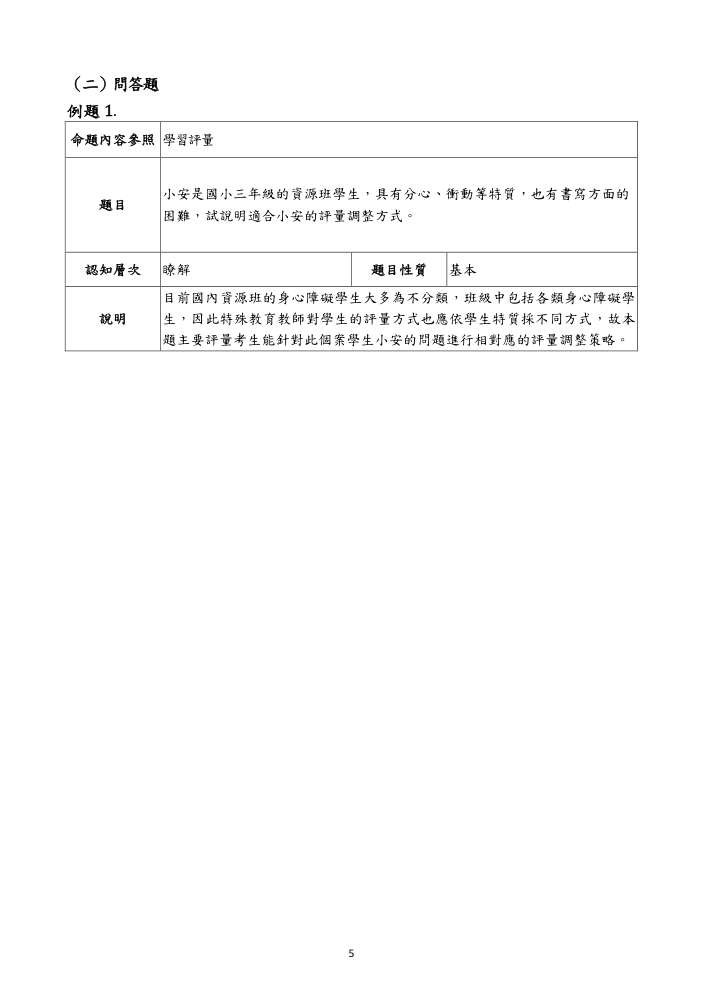 （二）問答題
例題 1.
命題內容參照 學習評量
題目
小安是國小三年級的資源班學生，具有分心、衝動等特質，也有書寫方面的
困難，試說明適合小安的評量調整方式。
認知層次 瞭解 題目性質 基本
說明
目前國內資源班的身心障礙學生大多為不分類，班級中包括各類身心障礙學
生，因此特殊教育教師對學生的評量方式也應依學生特質採不同方式，故本
題主要評量考生能針對此個案學生小安的問題進行相對應的評量調整策略。
5